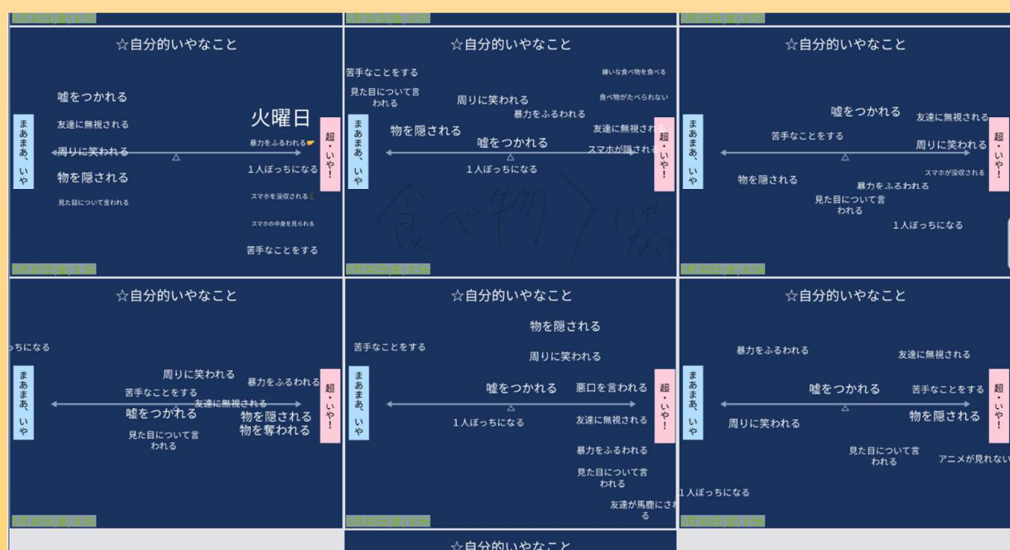 ☆自分的いやなこと
嘘をつかれる
友達に無視される
周りに笑われる
物を隠される
見た目について言われる
まあまあ、いや
火曜日
暴力をふるわれる
1人ぼっちになる
スマホを没収される
スマホの中身を見られる
苦手なことをする
超・いや！
☆自分的いやなこと
苦手なことをする
見た目について言
われる
周りに笑われる
暴力をふるわれる
物を隠される
嘘をつかれる
1人ぼっちになる
嫌いな食べ物を食べる
食べ物がたべられない
友達に無視され
スマホが隠され
超・いや！
食べ物
☆自分的いやなこと
まあまあ、いや
嘘をつかれる
友達に無視される
苦手なことをする
周りに笑われる
物を隠される
スマホが没収される
暴力をふるわれる
見た目について言
われる
1人ぼっちになる
超・いや！
☆自分的いやなこと
っちになる
まあまあ、いや
周りに笑われる
苦手なことをする
暴力をふるわれる
友達に無視される
嘘をつかれる
物を隠される
物を奪われる
見た目について言
われる
超・いや！
☆自分的いやなこと
物を隠される
苦手なことをする
周りに笑われる
嘘をつかれる
悪口を言われる
1人ぼっちになる
友達に無視される
暴力をふるわれる
見た目について言
われる
友達が馬鹿にさ
る
超・いや！
☆自分的いやなこと
まあまあ、いや
暴力をふるわれる
友達に無視される
嘘をつかれる
苦手なことをする
周りに笑われる
物を隠される
見た目について言
われる
アニメが見れない
1人ぼっちになる
超・いや！
☆自分的いやなこと